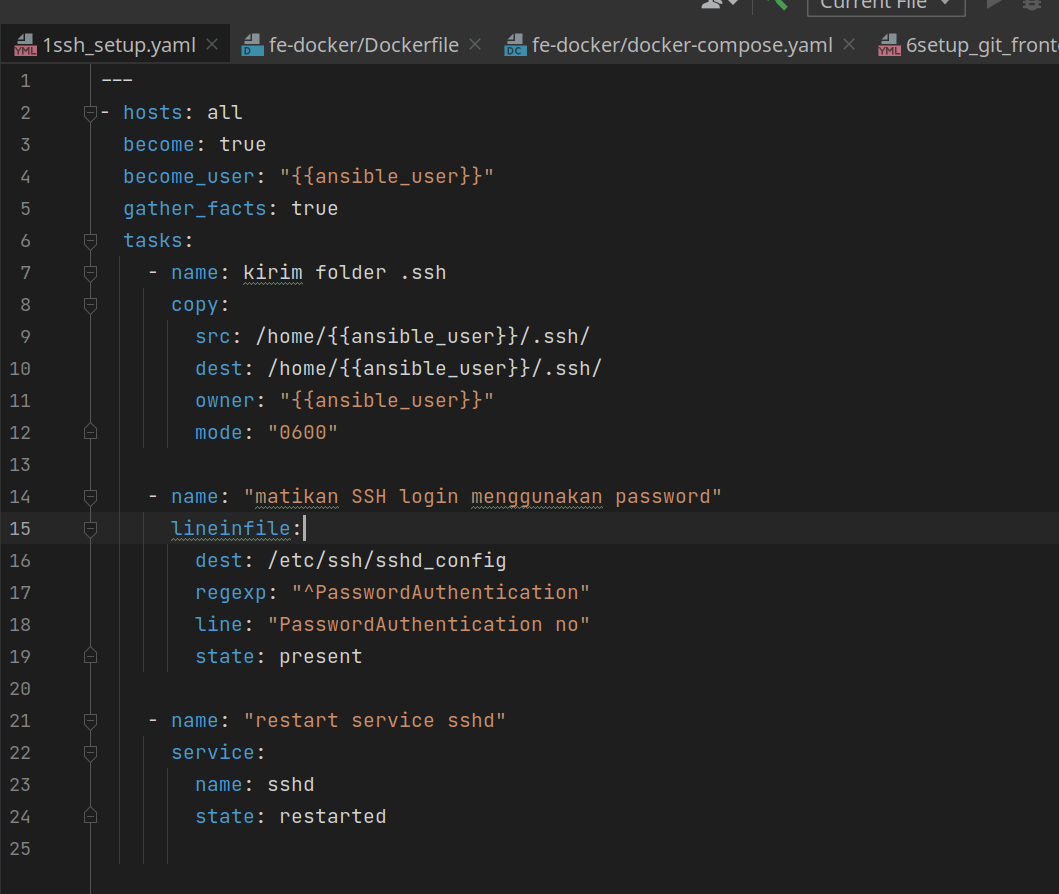 Current File
1ssh_setup.yaml
fe-docker/Dockerfile
fe-docker/docker-compose.yaml
6setup_git_front
1 ---
2 - hosts: all
3 become: true
4 become_user: "{{ansible_user}}"
5 gather_facts: true
6 tasks:
7 - name: kirim folder .ssh
8 copy:
9 src: /home/{{ansible_user}}/.ssh/
10 dest: /home/{{ansible_user}}/.ssh/
11 owner: "{{ansible_user}}"
12 mode: "0600"
13
14 - name: "matikan SSH login menggunakan password"
15 lineinfile:
16 dest: /etc/ssh/sshd_config
17 regexp: "^PasswordAuthentication"
18 line: "PasswordAuthentication no"
19 state: present
20
21 - name: "restart service sshd"
22 service:
23 name: sshd
24 state: restarted
25